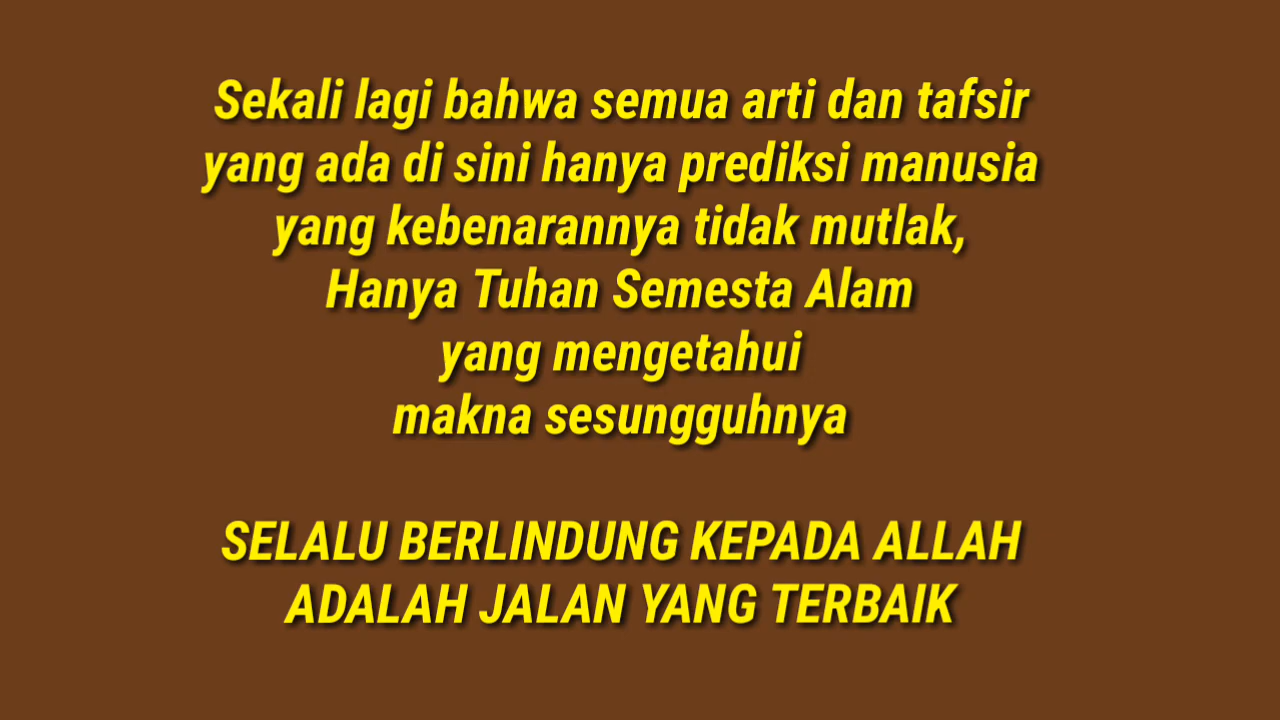 Sekali lagi bahwa semua arti dan tafsir
yang ada di sini hanya prediksi manusia
yang kebenarannya tidak mutlak,
Hanya Tuhan Semesta Alam
yang mengetahui
makna sesungguhnya
SELALU BERLINDUNG KEPADA ALLAH
ADALAH JALAN YANG TERBAIK